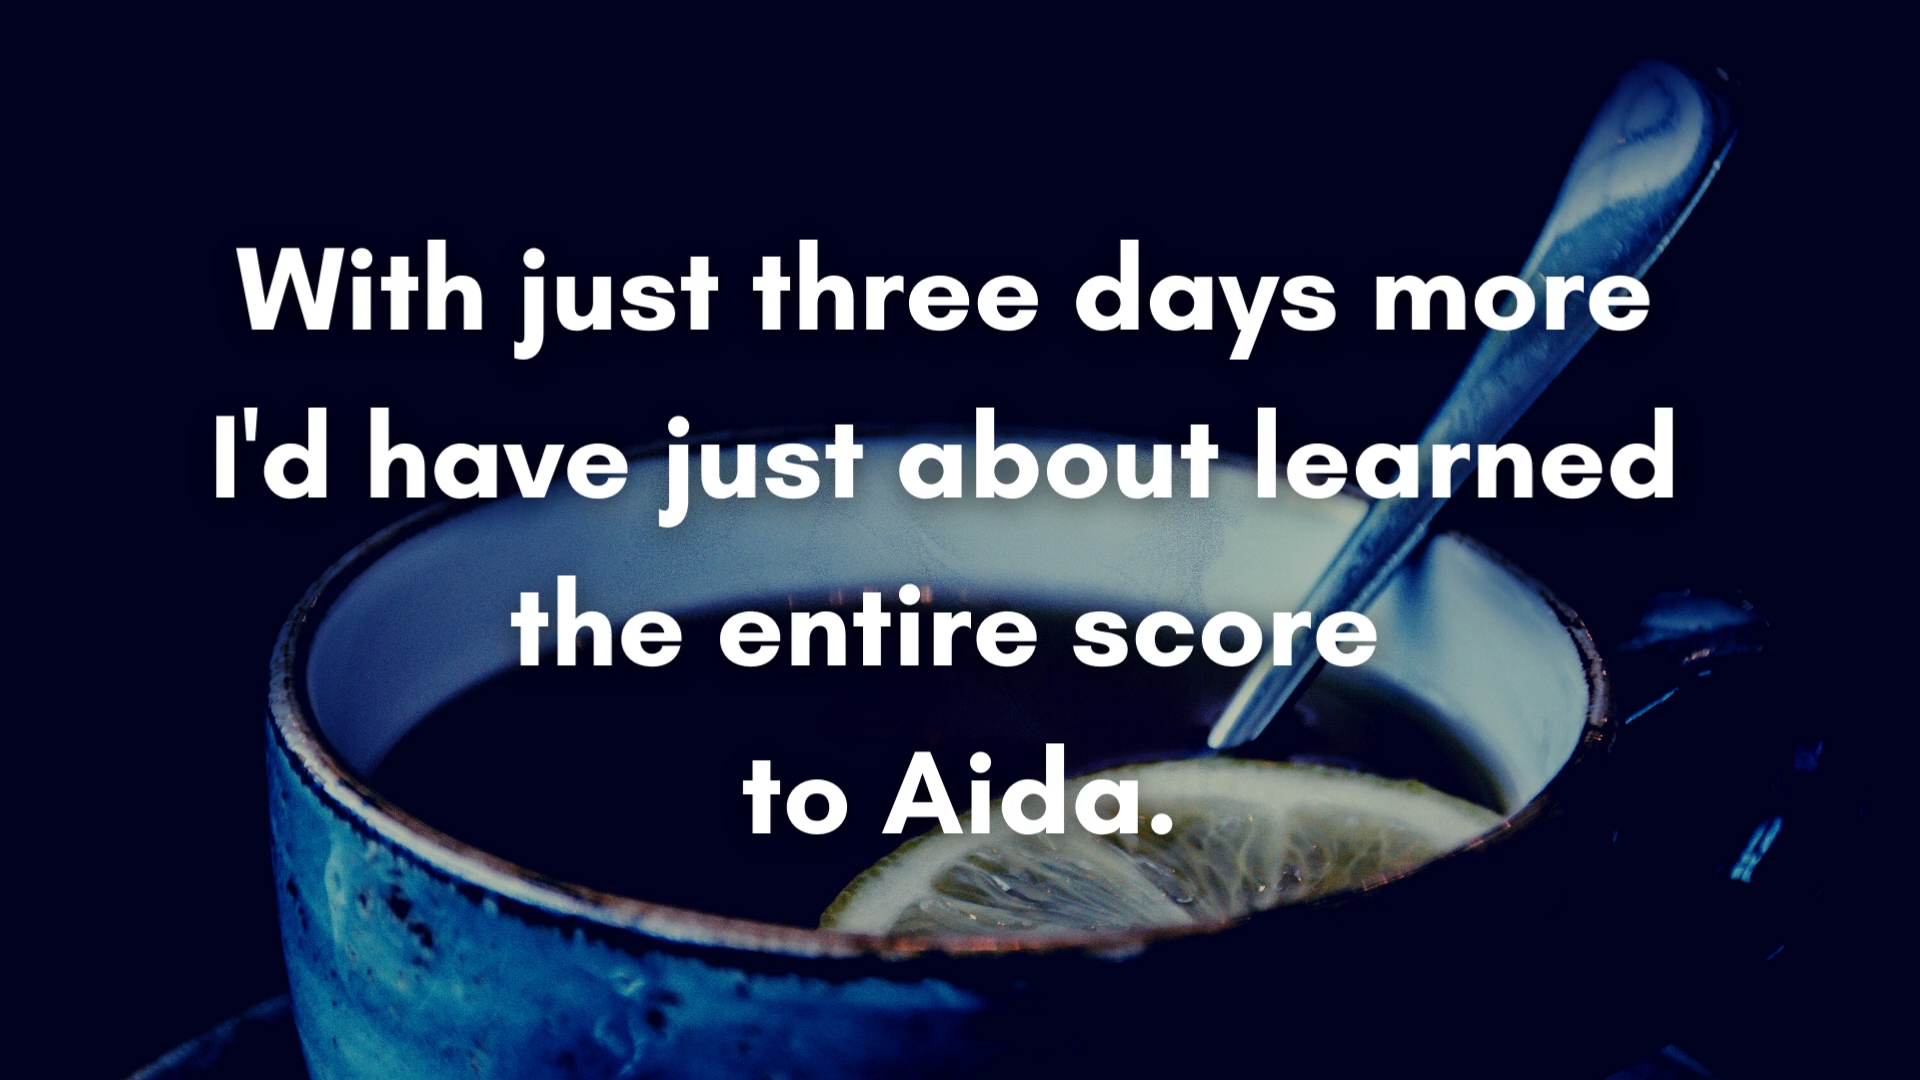 With just three days more
I'd have just about learned
the entire score
to Aida.